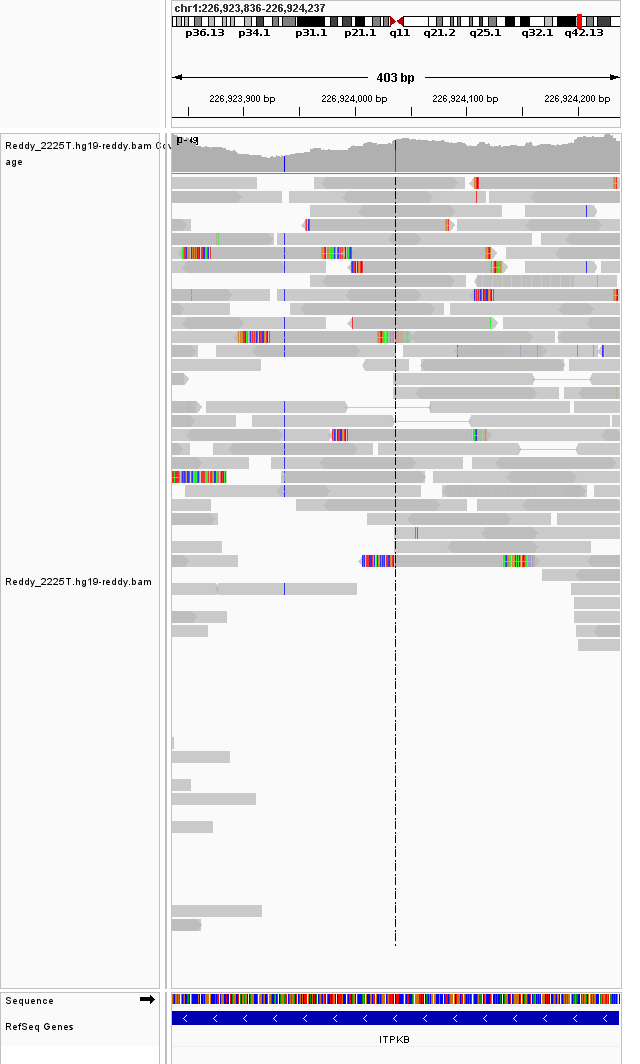 chr1:226,923,836-226,924,237
p36.13 p34.1 p31.1 p21.1 q11 q21.2 q25.1 q32.1 q42.13
403 bp
226,923,900 bp 226,924,000 bp 226,924,100 bp 226,924,200 bp
Reddy_2225T.hg19-reddy.bam Cov
age
Reddy_2225T.hg19-reddy.bam
Sequence
RefSeq Genes
ITPKB